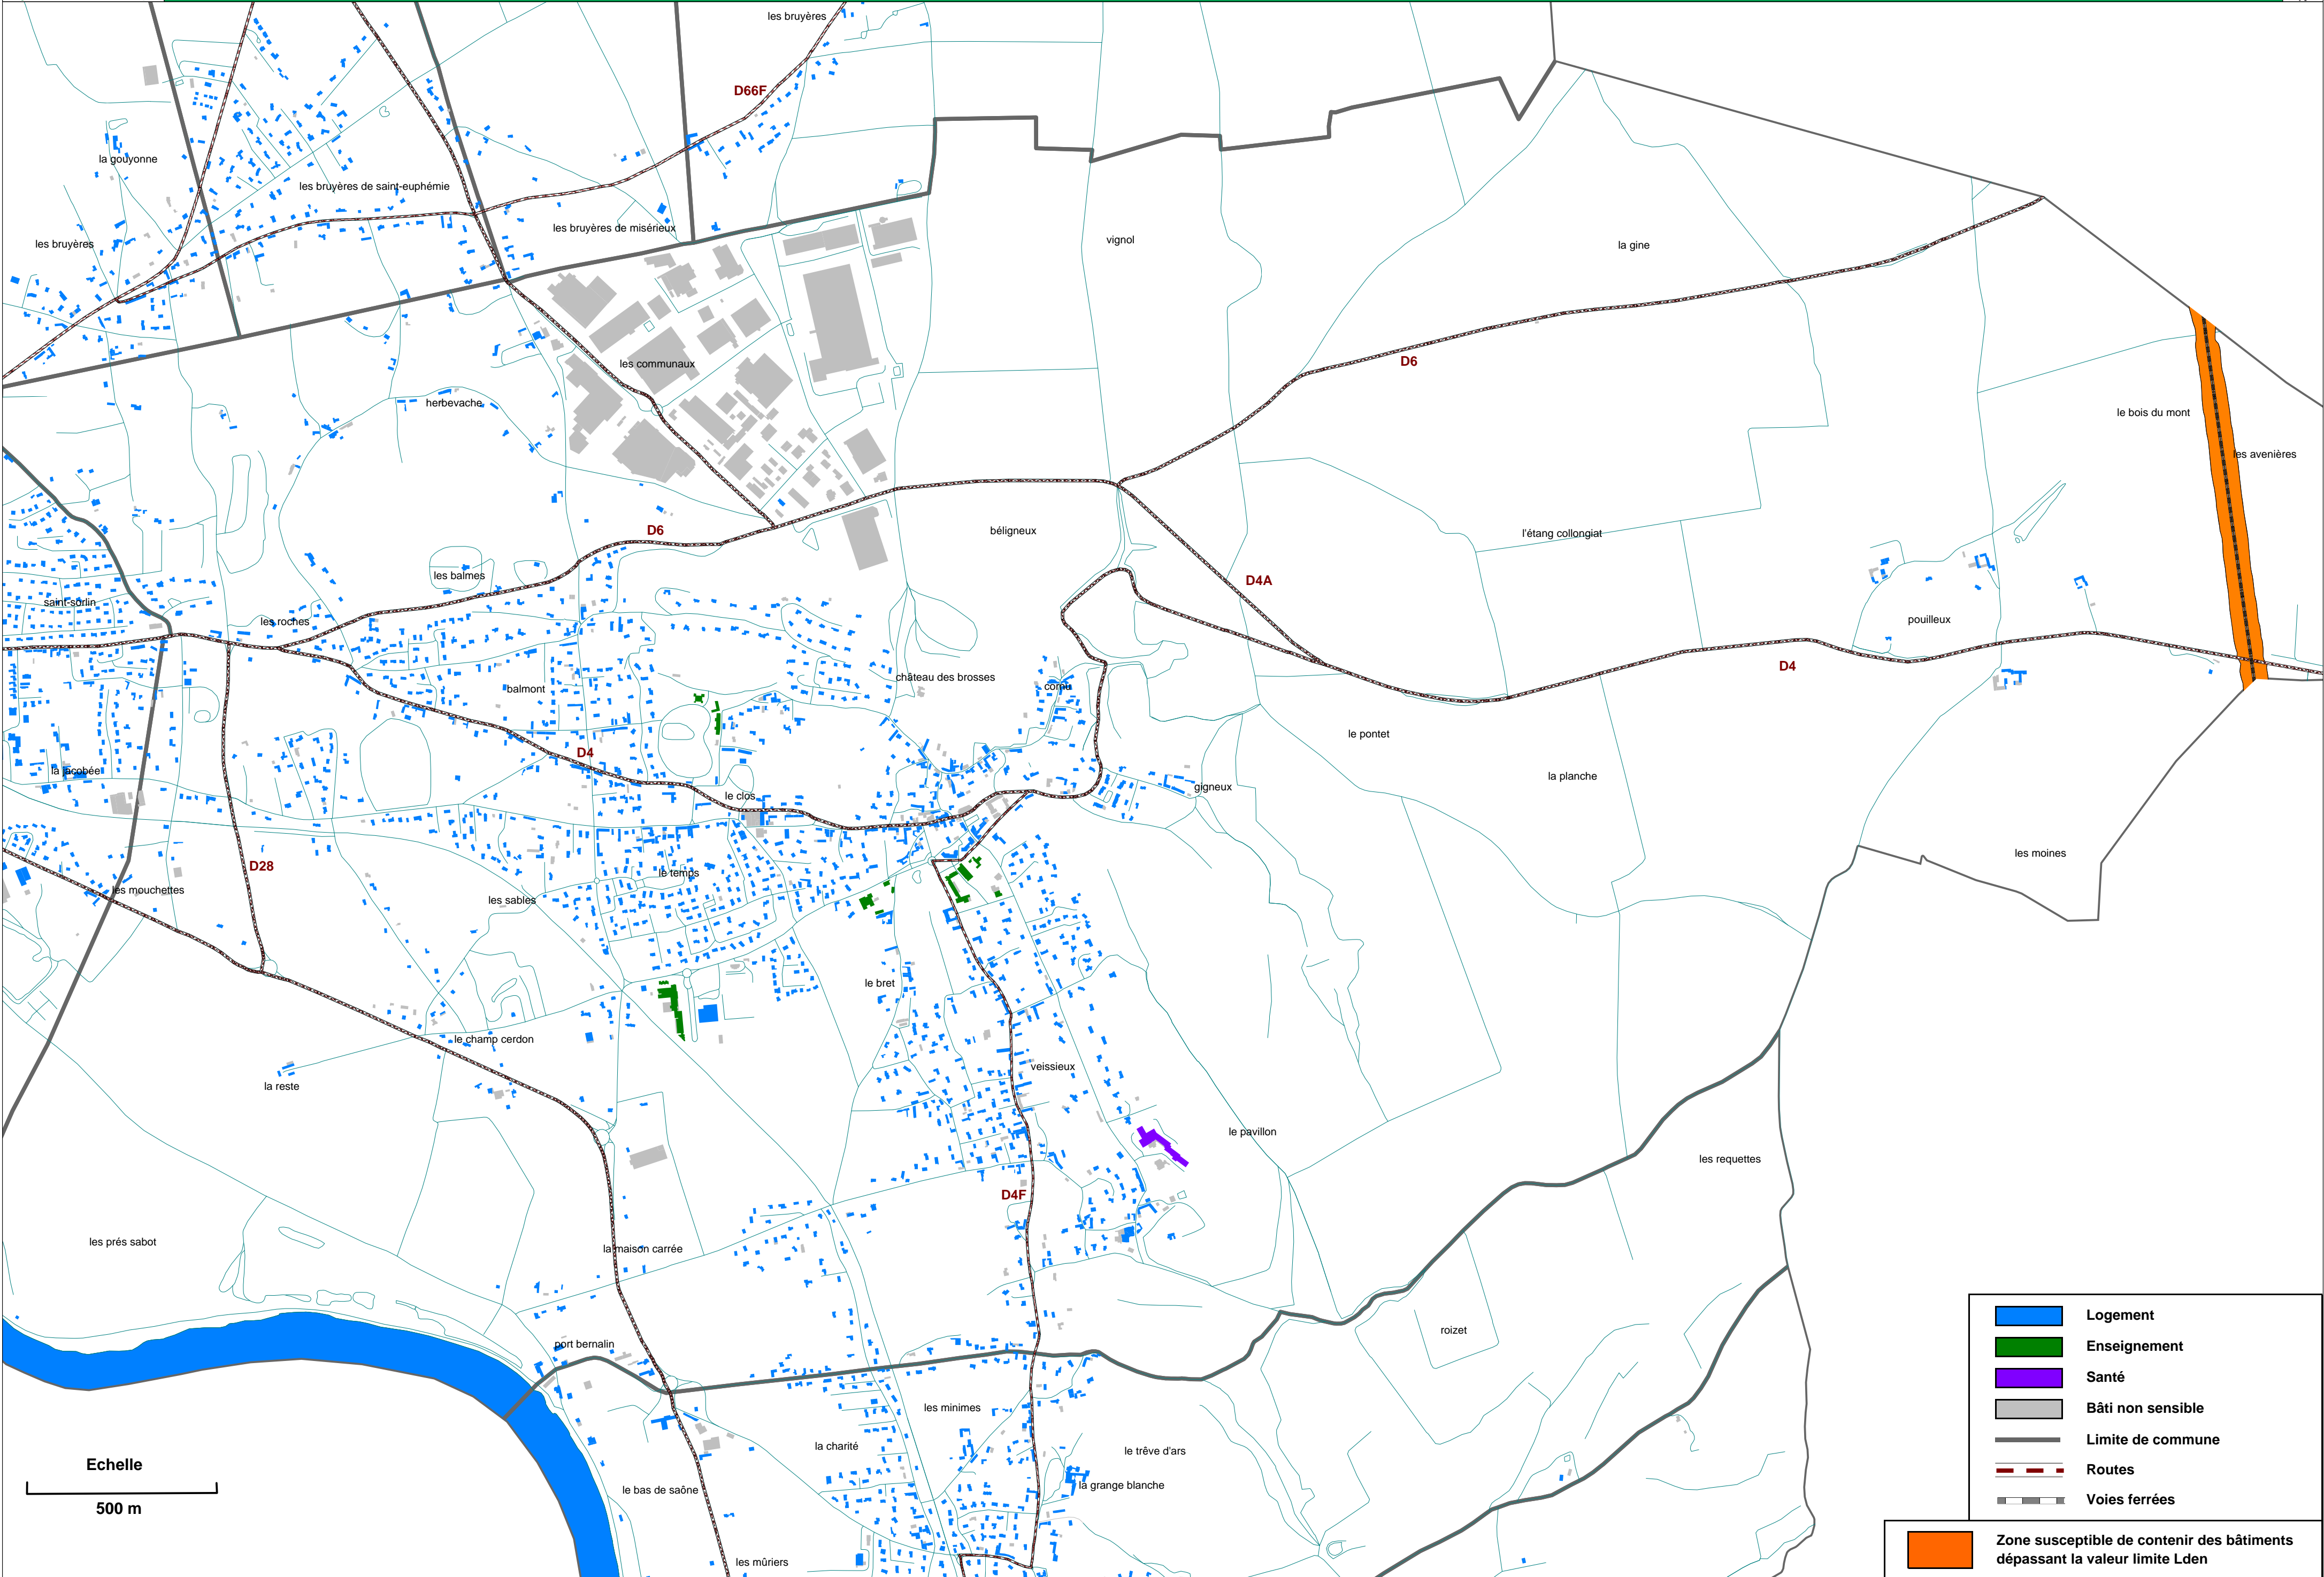 les bruyères
D66F
la gouyonne
les bruyères de saint-euphémie
les bruyères de misérieux
les bruyères
vignol
la gine
les communaux
D6
herbevache
le bois du mont
les avenières
D6
béligneux
l'étang collongiat
les balmes
D4A
saint-sorlin
les roches
pouilleux
D4
château des brosses
cornu
balmont
le pontet
D4
la jacobée
la planche
gigneux
le clos
les moines
D28
le temps
les mouchettes
les sables
le bret
le champ cerdon
veissieux
la reste
le pavillon
les requettes
D4F
les prés sabot
la maison carrée
roizet
port bernalin
les minimes
la charité
le trêve d'ars
la grange blanche
le bas de saône
les mûriers
Echelle
500 m
Logement
Enseignement
Santé
Bâti non sensible
Limite de commune
Routes
Voies ferrées
Zone susceptible de contenir des bâtiments
dépassant la valeur limite Lden